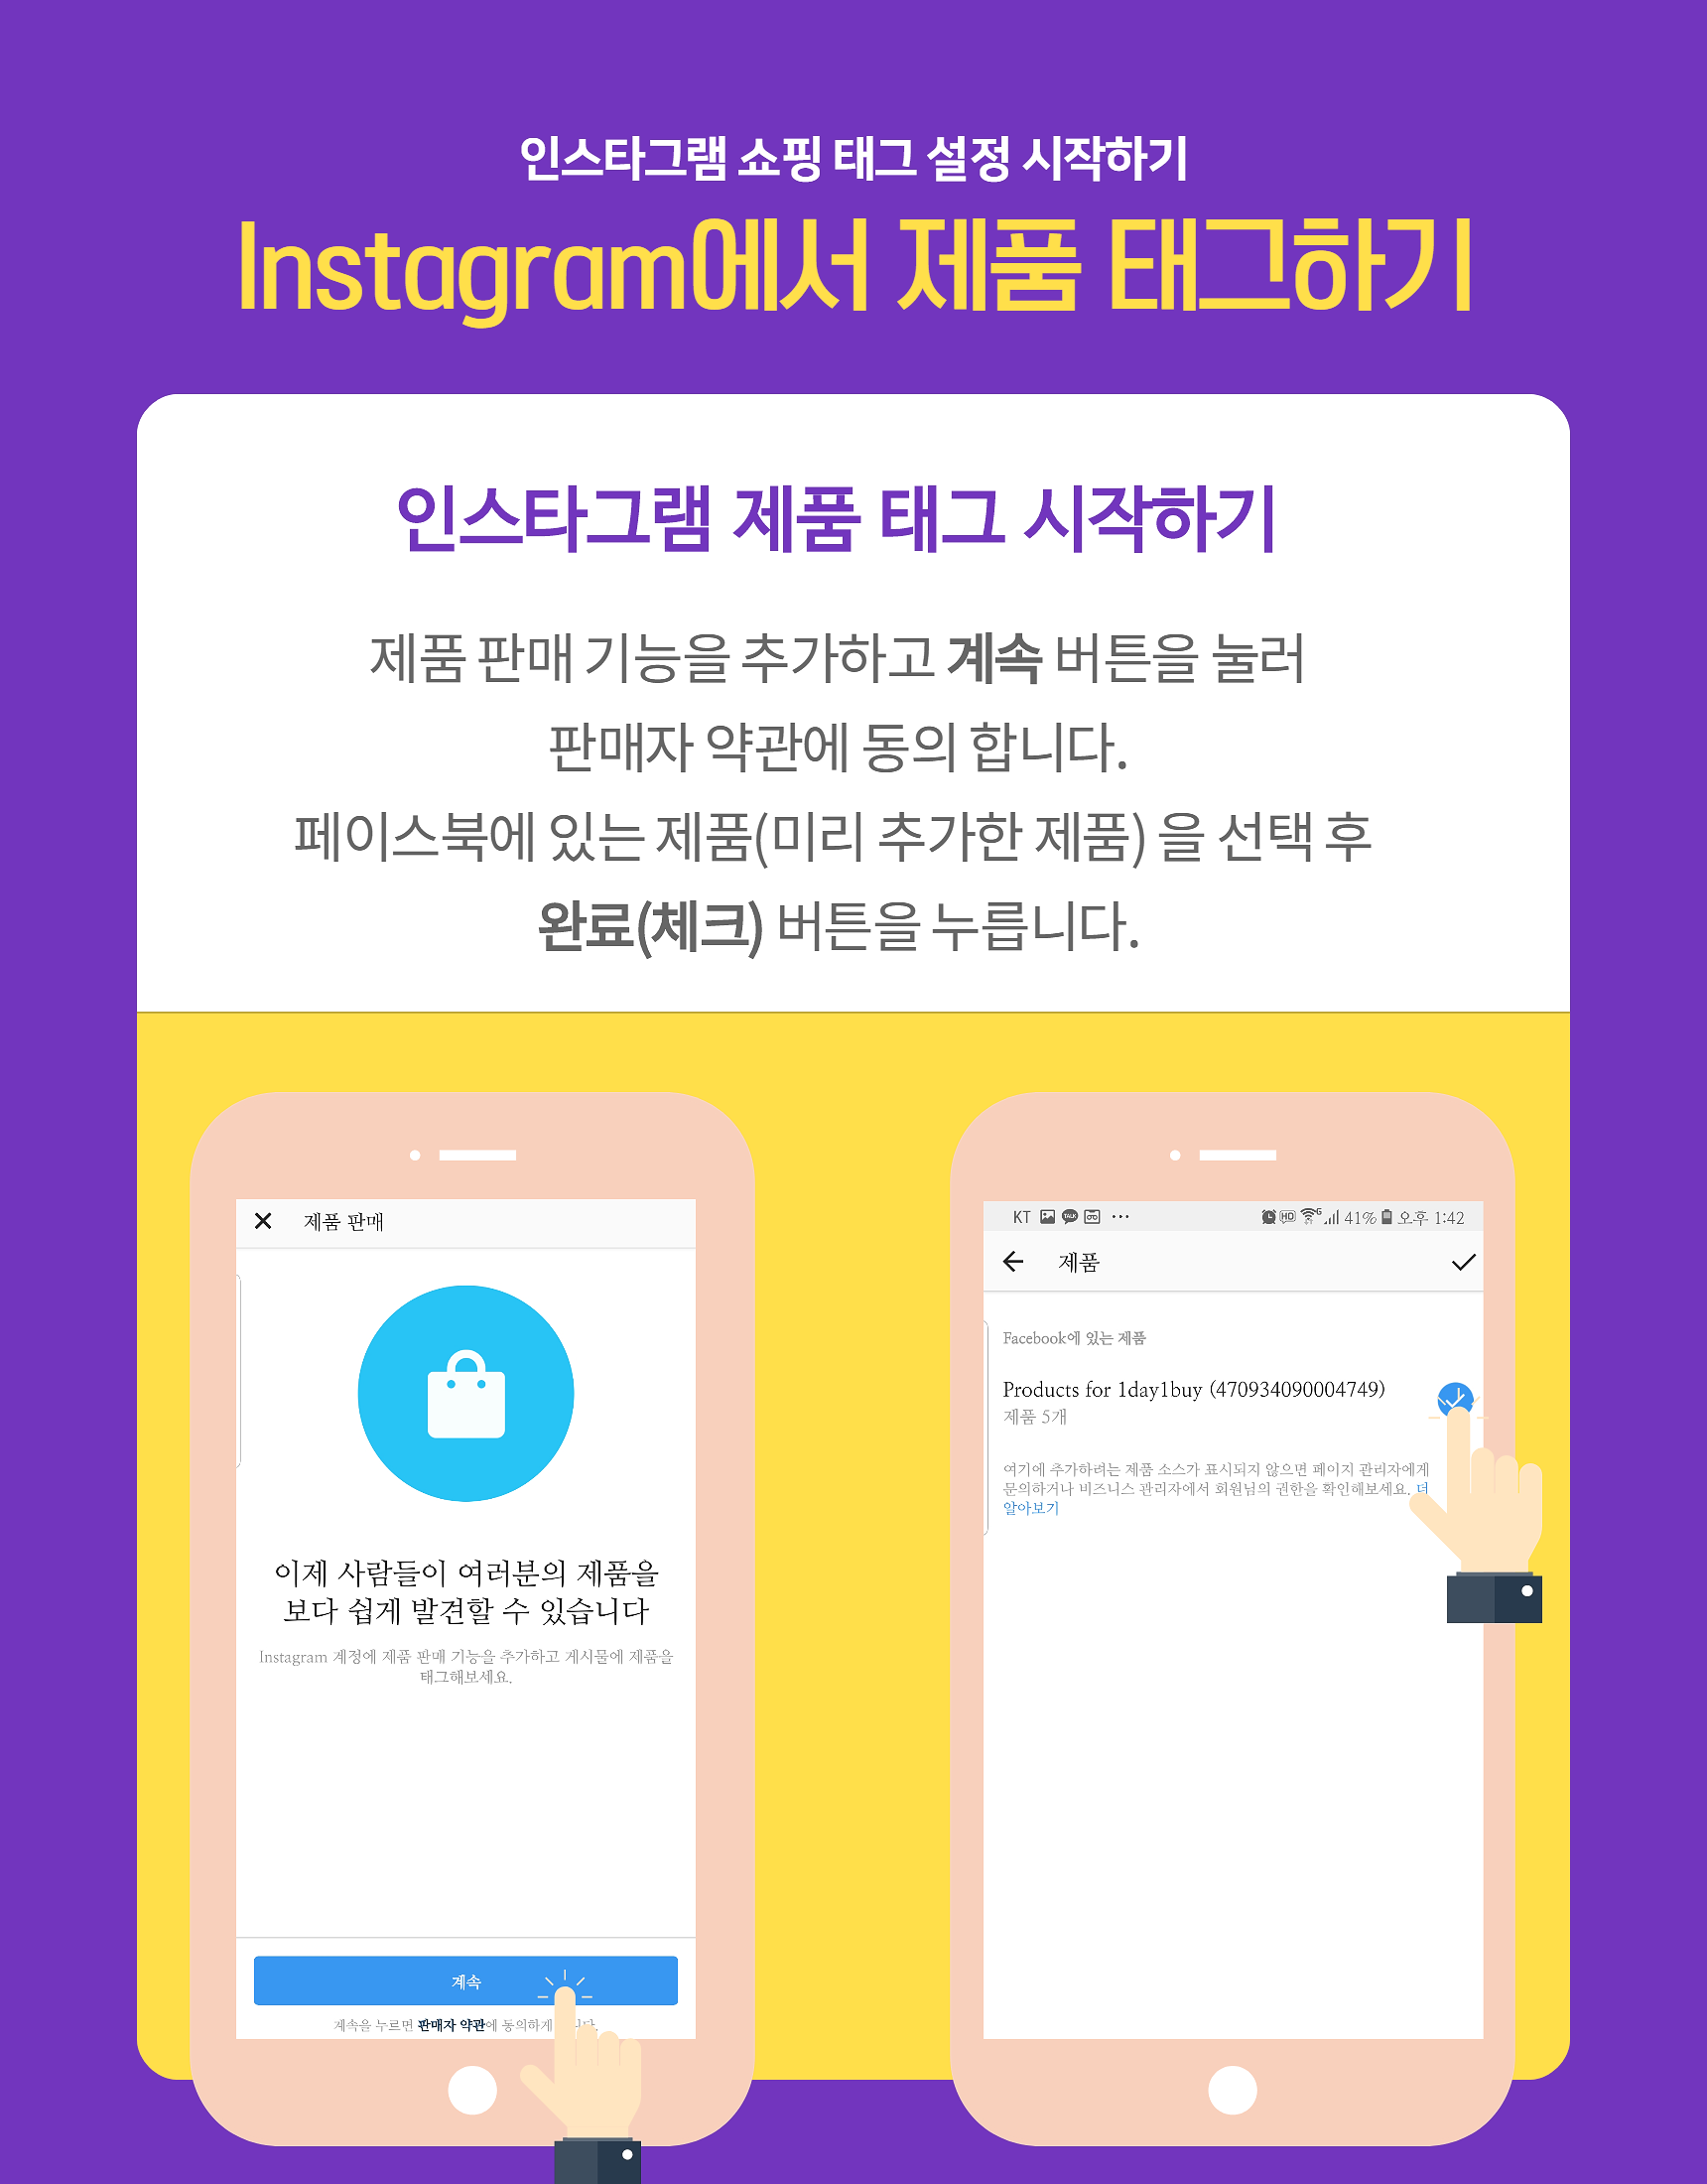 인스타그램 쇼핑 태그 설정 시작하기
Instagram에서 제품 태그하기
인스타그램 제품 태그 시작하기
제품 판매 기능을 추가하고 계속 버튼을 눌러
판매자 약관에 동의 합니다.
페이스북에 있는 제품(미리 추가한 제품) 을 선택 후
완료(체크) 버튼을 누릅니다.
제품 판매
이제 사람들이 여러분의 제품을
보다 쉽게 발견할 수 있습니다
Instagram 계정에 제품 판매 기능을 추가하고 게시물에 제품을
태그해보세요.
계속
계속을 누르면 판매자 약관에 동의하게
KT TALK ··· HD 41% 오후 1:42
제품
Facebook에 있는 제품
Products for 1day1buy (470934090004749)
제품 5개
여기에 추가하려는 제품 소스가 표시되지 않으면 페이지 관리자에게
문의하거나 비즈니스 관리자에서 회원님의 권한을 확인해보세요. 더
알아보기